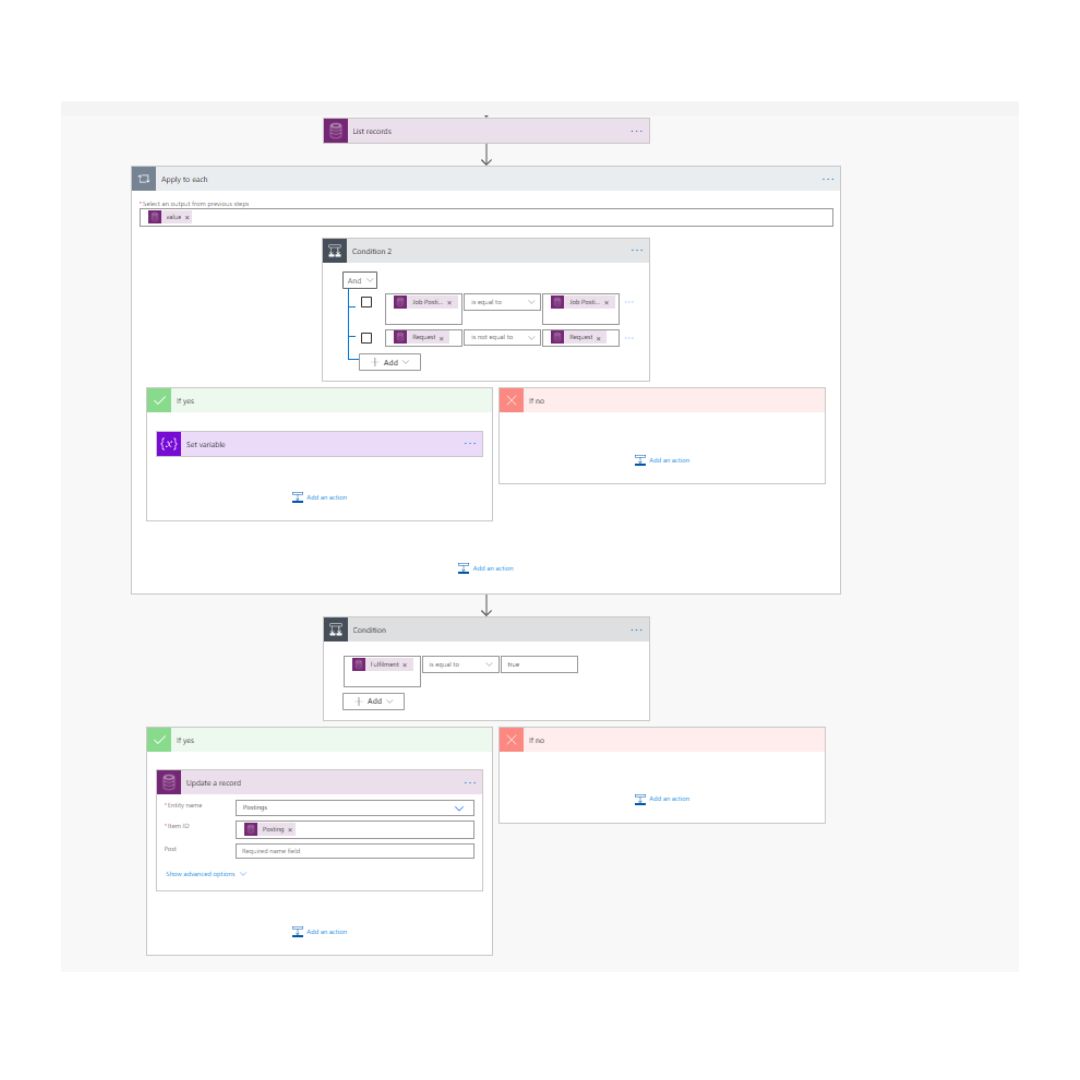 List records
Apply to each
*Select an output from previous steps
value ×
Condition 2
And
Job Posti... × is equal to Job Posti... ×
Request × is not equal to Request ×
Add
If yes
If no
{x} Set variable
Add an action
Add an action
Add an action
Condition
Fulfilment × is equal to true
Add
If yes
If no
Update a record
Add an action
*Entity name Postings
*Item ID Posting ×
Post Required name field
Show advanced options
Add an action